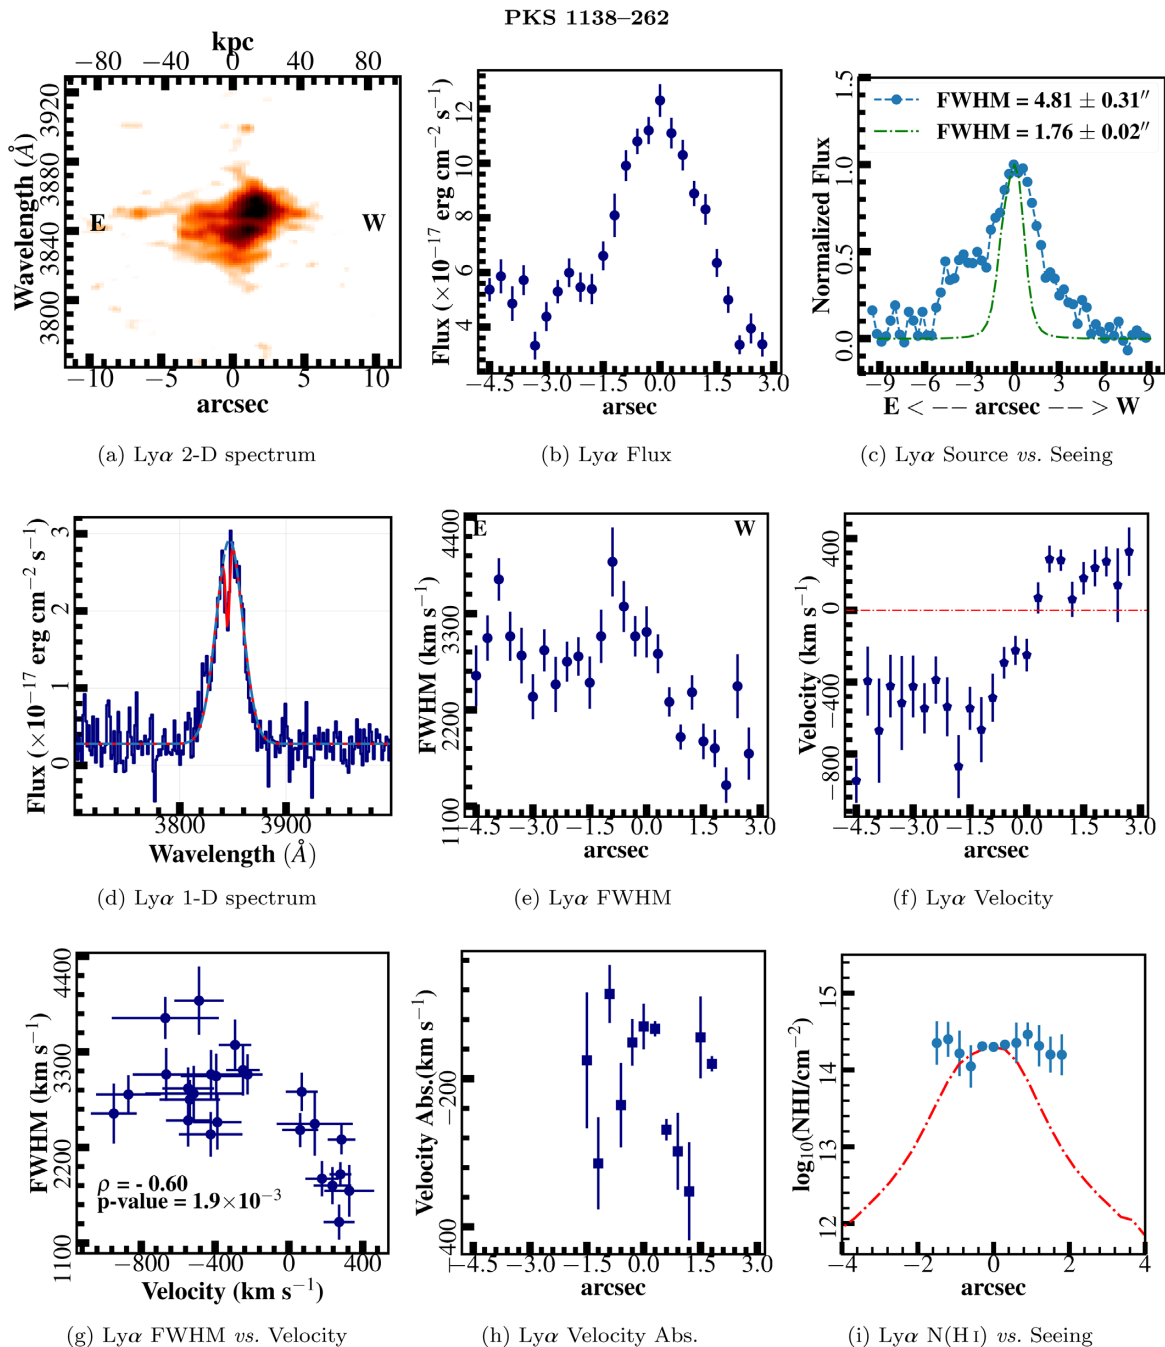 PKS 1138–262
kpc
−80 −40 0 40 80
Wavelength (Å)
3920
3880
3840
3800
E W
−10 −5 0 5 10
arcsec
(a) Lyα 2-D spectrum
Flux (×10⁻¹⁷ erg cm⁻² s⁻¹)
12
10
8
6
4
−4.5 −3.0 −1.5 0.0 1.5 3.0
arsec
(b) Lyα Flux
Normalized Flux
1.5
1.0
0.5
0.0
FWHM = 4.81 ± 0.31″
FWHM = 1.76 ± 0.02″
−9 −6 −3 0 3 6 9
E < −− arcsec −− > W
(c) Lyα Source vs. Seeing
Flux (×10⁻¹⁷ erg cm⁻² s⁻¹)
3
2
1
0
3800 3900
Wavelength (Å)
(d) Lyα 1-D spectrum
FWHM (km s⁻¹)
4400
3300
2200
1100
E W
−4.5 −3.0 −1.5 0.0 1.5 3.0
arcsec
(e) Lyα FWHM
Velocity (km s⁻¹)
400
0
−400
−800
−4.5 −3.0 −1.5 0.0 1.5 3.0
arcsec
(f) Lyα Velocity
FWHM (km s⁻¹)
4400
3300
2200
1100
ρ = - 0.60
p-value = 1.9×10⁻³
−800 −400 0 400
Velocity (km s⁻¹)
(g) Lyα FWHM vs. Velocity
Velocity Abs.(km s⁻¹)
−200
−400
−4.5 −3.0 −1.5 0.0 1.5 3.0
arcsec
(h) Lyα Velocity Abs.
log₁₀(NHI/cm⁻²)
15
14
13
12
−4 −2 0 2 4
arcsec
(i) Lyα N(H I) vs. Seeing